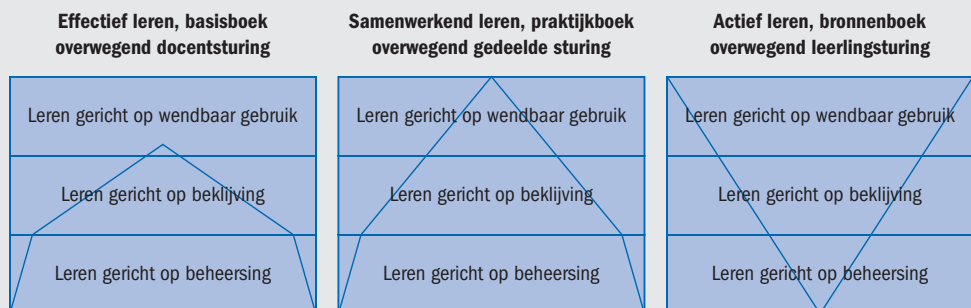 Effectief leren, basisboek
overwegend docentsturing
Leren gericht op wendbaar gebruik
Leren gericht op beklijving
Leren gericht op beheersing
Samenwerkend leren, praktijkboek
overwegend gedeelde sturing
Leren gericht op wendbaar gebruik
Leren gericht op beklijving
Leren gericht op beheersing
Actief leren, bronnenboek
overwegend leerlingsturing
Leren gericht op wendbaar gebruik
Leren gericht op beklijving
Leren gericht op beheersing